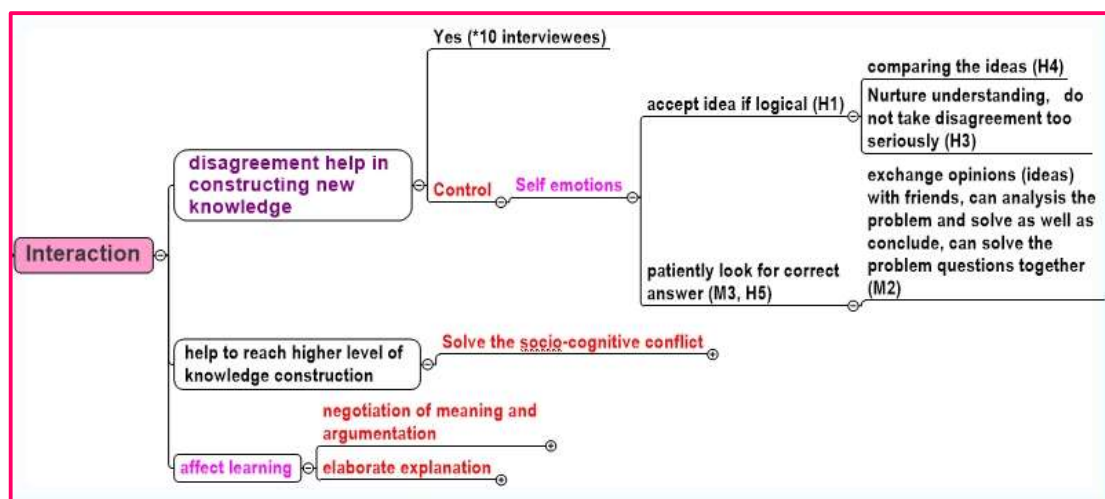 Interaction
disagreement help in
constructing new
knowledge
Yes (*10 interviewees)
Control
Self emotions
accept idea if logical (H1)
comparing the ideas (H4)
Nurture understanding, do
not take disagreement too
seriously (H3)
patiently look for correct
answer (M3, H5)
exchange opinions (ideas)
with friends, can analysis the
problem and solve as well as
conclude, can solve the
problem questions together
(M2)
help to reach higher level of
knowledge construction
Solve the socio-cognitive conflict
affect learning
negotiation of meaning and
argumentation
elaborate explanation